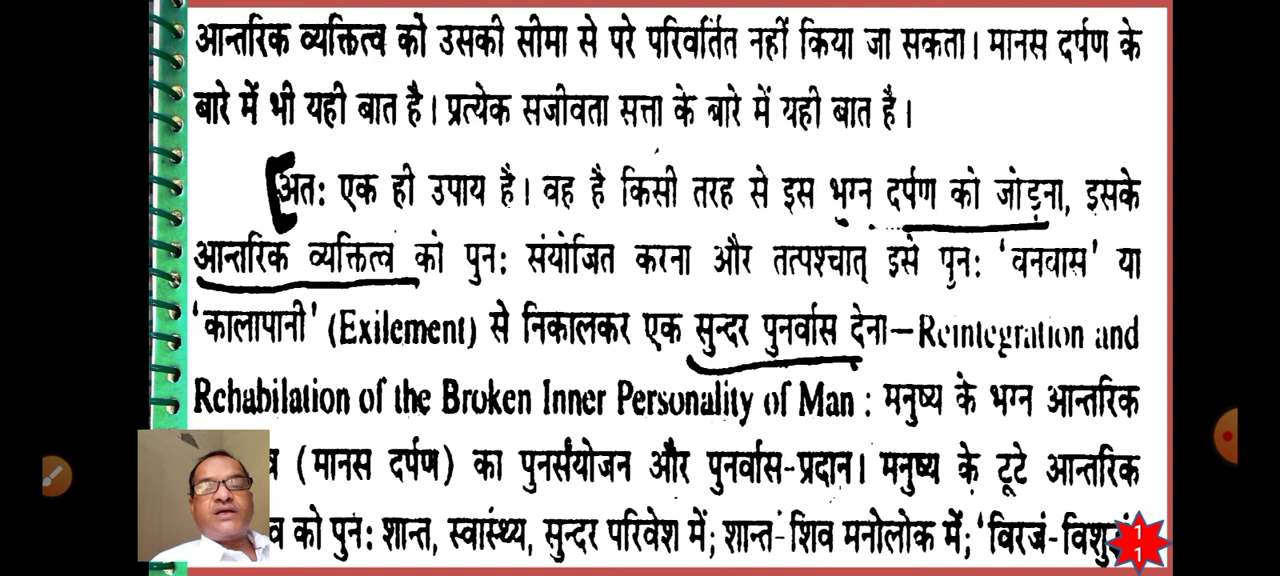 आन्तरिक व्यक्तित्व को उसकी सीमा से परे परिवर्तित नहीं किया जा सकता। मानस दर्पण के
बारे में भी यही बात है। प्रत्येक सजीवता सत्ता के बारे में यही बात है।
अतः एक ही उपाय है। वह है किसी तरह से इस भग्न दर्पण को जोड़ना, इसके
आन्तरिक व्यक्तित्व को पुनः संयोजित करना और तत्पश्चात् इसे पुनः 'वनवास' या
'कालापानी' (Exilement) से निकालकर एक सुन्दर पुनर्वास देना—Reintegration and
Rehabilation of the Broken Inner Personality of Man : मनुष्य के भग्न आन्तरिक
(मानस दर्पण) का पुनर्संयोजन और पुनर्वास-प्रदान। मनुष्य के टूटे आन्तरिक
को पुनः शान्त, स्वास्थ्य, सुन्दर परिवेश में; शान्त-शिव मनोलोक में; 'विरजं-
1
1